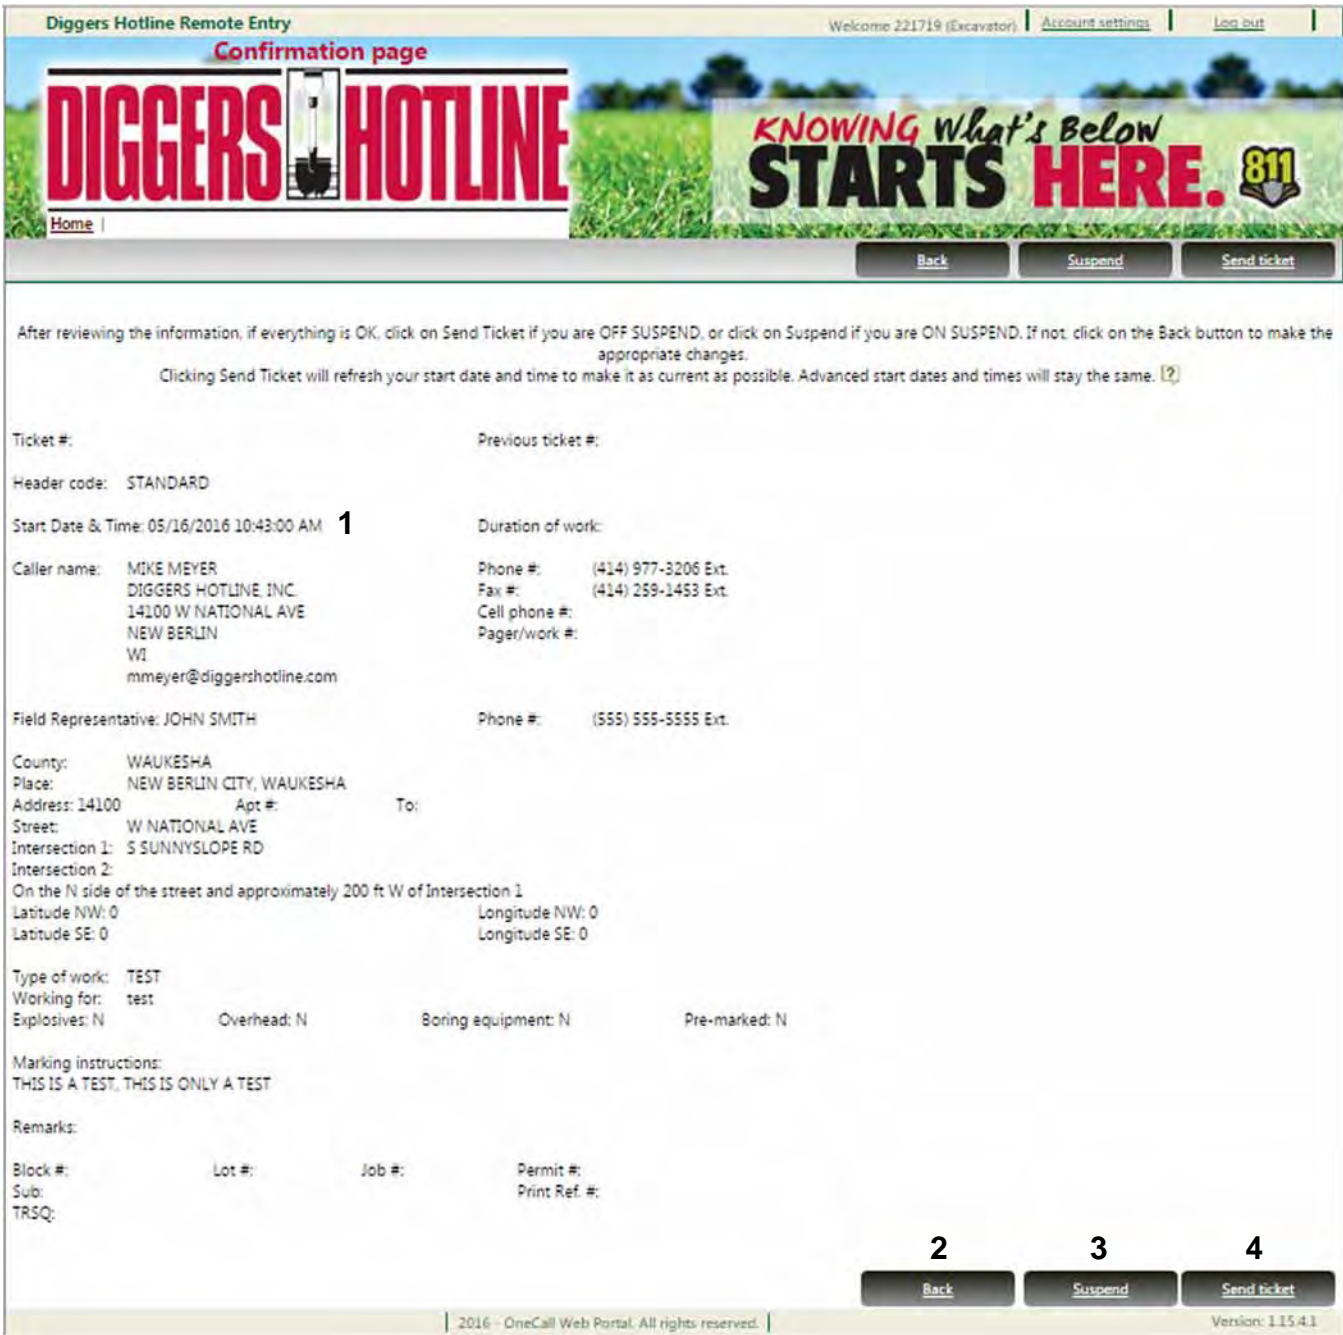 Diggers Hotline Remote Entry
Welcome 221719 (Excavator) Account settings Log out
Confirmation page
DIGGERS HOTLINE
KNOWING What's Below
STARTS HERE. 811
Home |
Back Suspend Send ticket
After reviewing the information, if everything is OK, click on Send Ticket if you are OFF SUSPEND, or click on Suspend if you are ON SUSPEND. If not, click on the Back button to make the
appropriate changes.
Clicking Send Ticket will refresh your start date and time to make it as current as possible. Advanced start dates and times will stay the same. [?]
Ticket #: Previous ticket #:
Header code: STANDARD
Start Date & Time: 05/16/2016 10:43:00 AM 1 Duration of work:
Caller name: MIKE MEYER Phone #: (414) 977-3206 Ext.
DIGGERS HOTLINE, INC. Fax #: (414) 259-1453 Ext.
14100 W NATIONAL AVE Cell phone #:
NEW BERLIN Pager/work #:
WI
mmeyer@diggershotline.com
Field Representative: JOHN SMITH Phone #: (555) 555-5555 Ext.
County: WAUKESHA
Place: NEW BERLIN CITY, WAUKESHA
Address: 14100 Apt #: To:
Street: W NATIONAL AVE
Intersection 1: S SUNNYSLOPE RD
Intersection 2:
On the N side of the street and approximately 200 ft W of Intersection 1
Latitude NW: 0 Longitude NW: 0
Latitude SE: 0 Longitude SE: 0
Type of work: TEST
Working for: test
Explosives: N Overhead: N Boring equipment: N Pre-marked: N
Marking instructions:
THIS IS A TEST, THIS IS ONLY A TEST
Remarks:
Block #: Lot #: Job #: Permit #:
Sub: Print Ref. #:
TRSQ:
2 3 4
Back Suspend Send ticket
2016 - OneCall Web Portal. All rights reserved. Version: 1.15.4.1